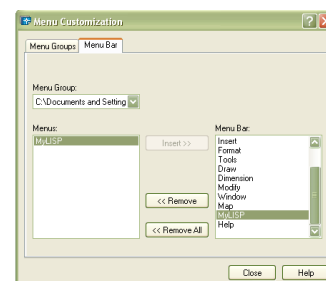 Menu Customization
Menu Groups
Menu Bar
Menu Group:
C:\Documents and Setting
Menus:
MyLISP
Insert >>
<< Remove
<< Remove All
Menu Bar:
Insert
Format
Tools
Draw
Dimension
Modify
Window
Map
MyLISP
Help
Close
Help